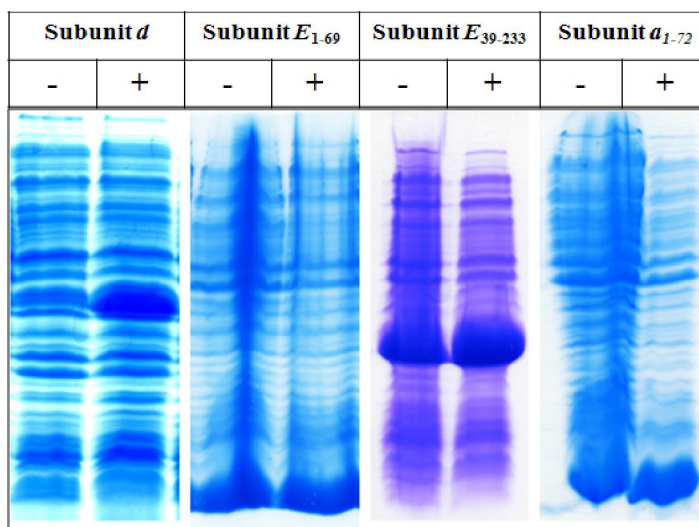 Subunit d Subunit E1-69 Subunit E39-233 Subunit a1-72
- + - + - + - +